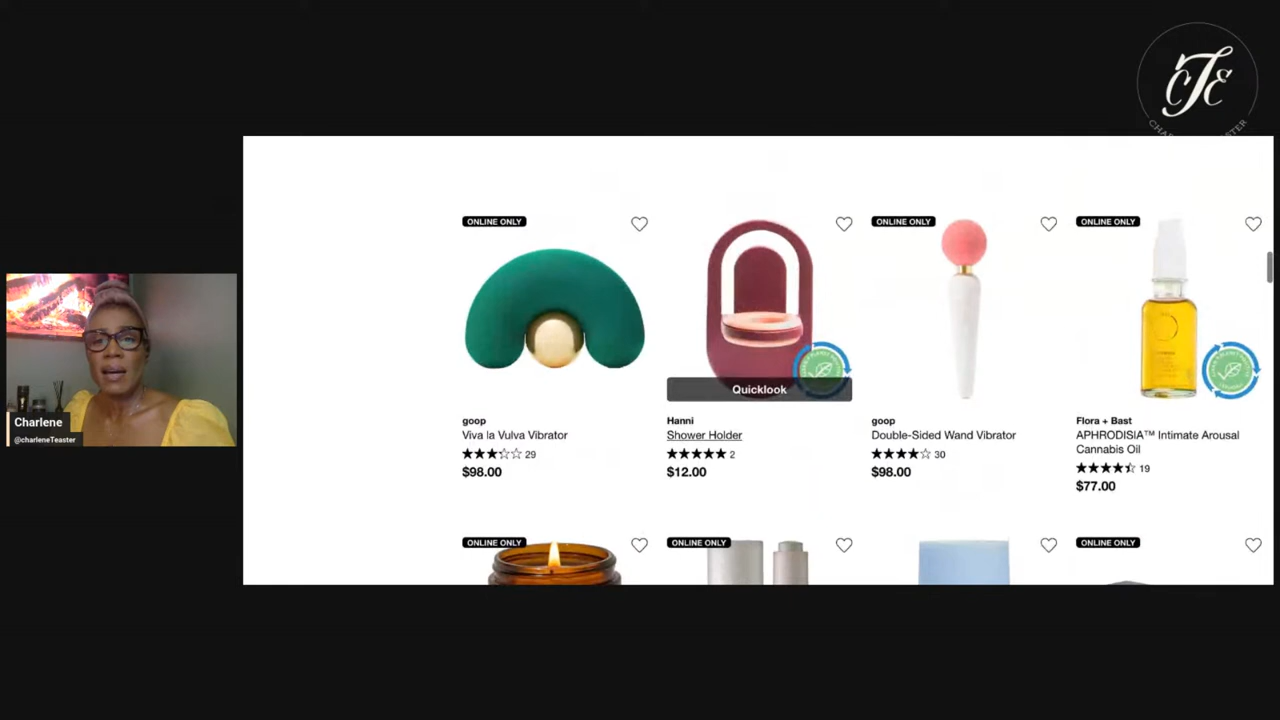 CTE
ONLINE ONLY
goop
Viva la Vulva Vibrator
29
$98.00
Quicklook
Hanni
Shower Holder
2
$12.00
ONLINE ONLY
goop
Double-Sided Wand Vibrator
30
$98.00
ONLINE ONLY
Flora + Bast
APHRODISIA™ Intimate Arousal
Cannabis Oil
19
$77.00
Charlene
@charleneTeaster
ONLINE ONLY
ONLINE ONLY
ONLINE ONLY